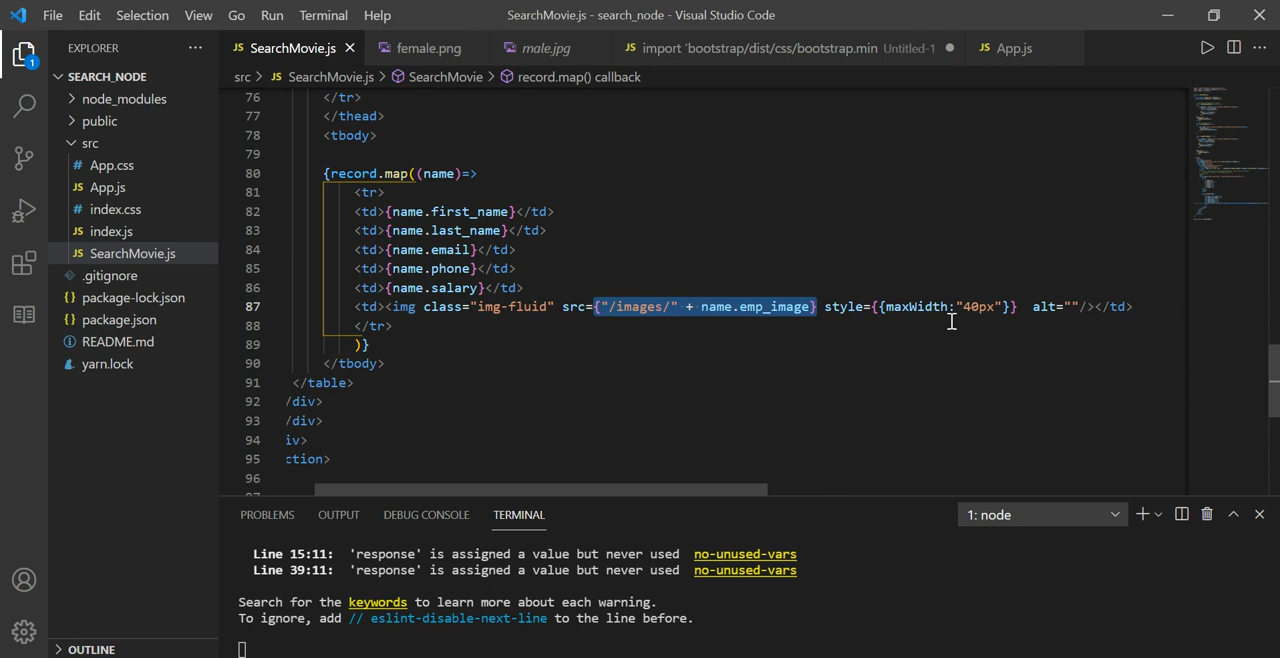 File Edit Selection View Go Run Terminal Help SearchMovie.js - search_node - Visual Studio Code
EXPLORER ···
JS SearchMovie.js × female.png male.jpg JS import 'bootstrap/dist/css/bootstrap.min Untitled-1 ● JS App.js ···
src > JS SearchMovie.js > SearchMovie > record.map() callback
1
SEARCH_NODE
node_modules
public
src
# App.css
JS App.js
# index.css
JS index.js
JS SearchMovie.js
.gitignore
{} package-lock.json
{} package.json
README.md
yarn.lock
OUTLINE
76 </tr>
77 </thead>
78 <tbody>
79
80 {record.map((name)=>
81 <tr>
82 <td>{name.first_name}</td>
83 <td>{name.last_name}</td>
84 <td>{name.email}</td>
85 <td>{name.phone}</td>
86 <td>{name.salary}</td>
87 <td><img class="img-fluid" src={"/images/" + name.emp_image} style={{maxWidth:"40px"}} alt=""/></td>
88 </tr>
89 )}
90 </tbody>
91 </table>
92 /div>
93 /div>
94 iv>
95 ction>
96
97
PROBLEMS OUTPUT DEBUG CONSOLE TERMINAL 1: node
Line 15:11: 'response' is assigned a value but never used no-unused-vars
Line 39:11: 'response' is assigned a value but never used no-unused-vars
Search for the keywords to learn more about each warning.
To ignore, add // eslint-disable-next-line to the line before.